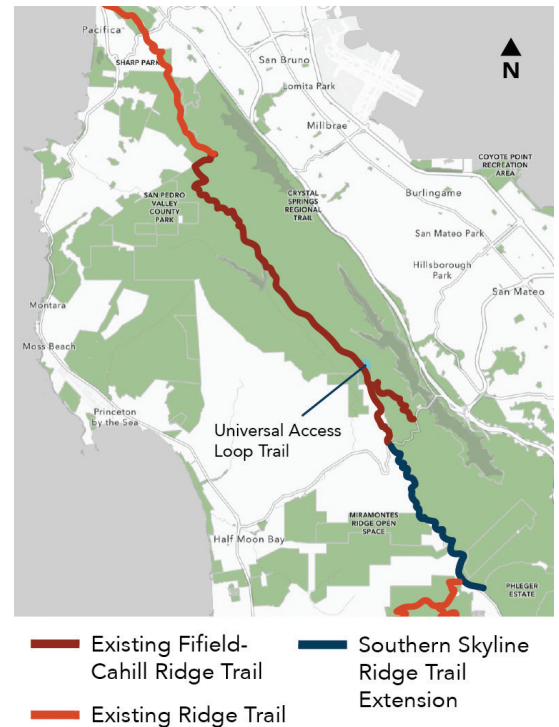 Pacifica
SHARP PARK
San Bruno
Lomita Park
N
Millbrae
COYOTE POINT
RECREATION
AREA
SAN PEDRO
VALLEY
COUNTY
PARK
CRYSTAL
SPRINGS
REGIONAL
TRAIL
Burlingame
San Mateo Park
Hillsborough
Park
San Mateo
Montara
Moss Beach
Princeton
by the Sea
Universal Access
Loop Trail
MIRAMONTES
RIDGE OPEN
SPACE
Half Moon Bay
PHLEGER
ESTATE
Existing Fifield-
Cahill Ridge Trail
Existing Ridge Trail
Southern Skyline
Ridge Trail
Extension